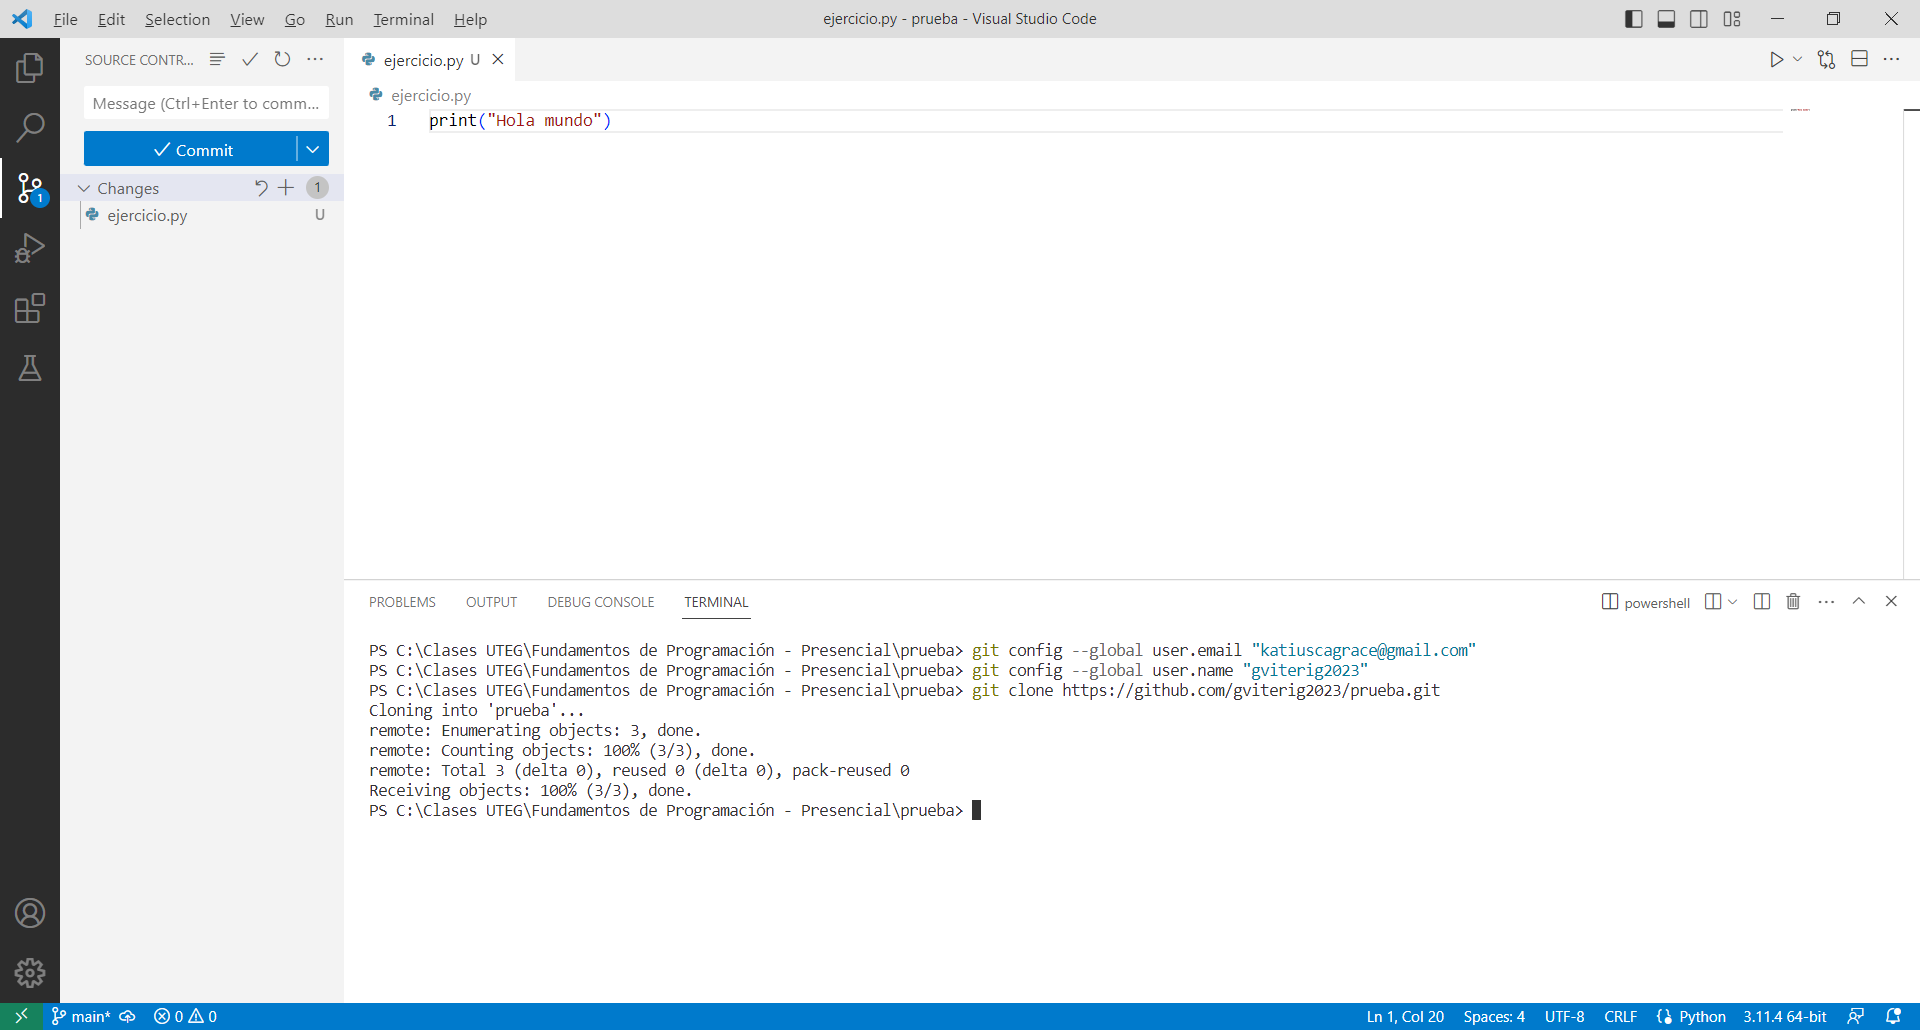 File Edit Selection View Go Run Terminal Help
ejercicio.py - prueba - Visual Studio Code
SOURCE CONTR...
Message (Ctrl+Enter to comm...
Commit
Changes 1
ejercicio.py U
1
ejercicio.py U
ejercicio.py
1 print("Hola mundo")
PROBLEMS OUTPUT DEBUG CONSOLE TERMINAL
powershell
PS C:\Clases UTEG\Fundamentos de Programación - Presencial\prueba> git config --global user.email "katiuscagrace@gmail.com"
PS C:\Clases UTEG\Fundamentos de Programación - Presencial\prueba> git config --global user.name "gviterig2023"
PS C:\Clases UTEG\Fundamentos de Programación - Presencial\prueba> git clone https://github.com/gviterig2023/prueba.git
Cloning into 'prueba'...
remote: Enumerating objects: 3, done.
remote: Counting objects: 100% (3/3), done.
remote: Total 3 (delta 0), reused 0 (delta 0), pack-reused 0
Receiving objects: 100% (3/3), done.
PS C:\Clases UTEG\Fundamentos de Programación - Presencial\prueba>
main* 0 0
Ln 1, Col 20 Spaces: 4 UTF-8 CRLF Python 3.11.4 64-bit